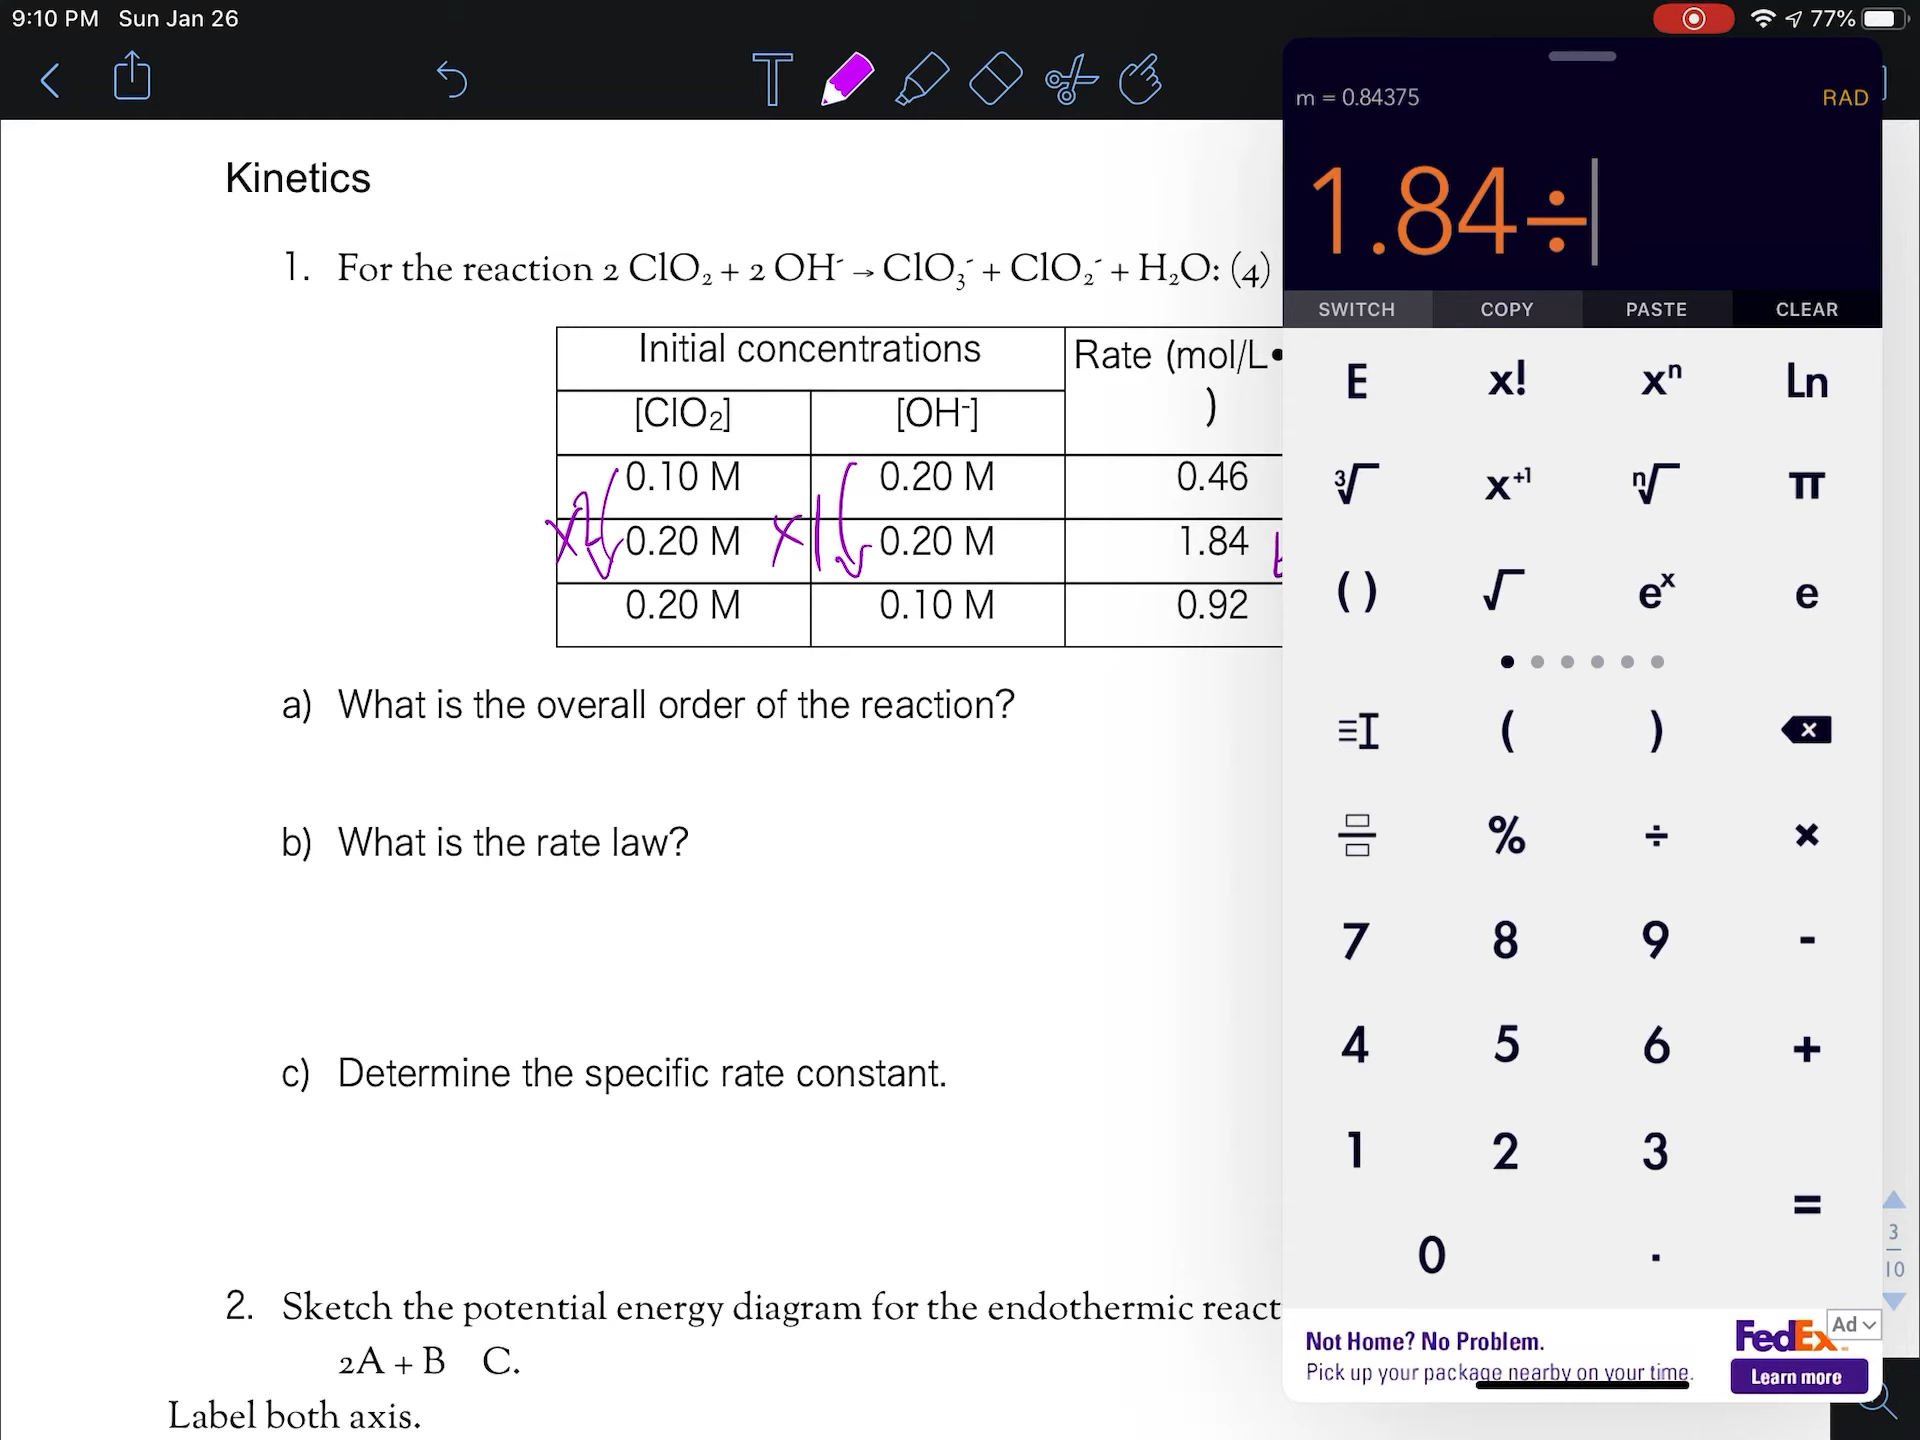 9:10 PM Sun Jan 26
77%
T
m = 0.84375
RAD
1.84÷
SWITCH COPY PASTE CLEAR
E x! xⁿ Ln
³√ x⁺¹ ⁿ√ π
( ) √ eˣ e
( )
% ÷ ×
7 8 9 -
4 5 6 +
1 2 3
=
0 .
Kinetics
1. For the reaction 2 ClO₂ + 2 OH⁻ → ClO₃⁻ + ClO₂⁻ + H₂O: (4)
Initial concentrations Rate (mol/L•
[ClO₂] [OH⁻] )
0.10 M 0.20 M 0.46
x2 0.20 M x1 0.20 M 1.84
0.20 M 0.10 M 0.92
a) What is the overall order of the reaction?
b) What is the rate law?
c) Determine the specific rate constant.
2. Sketch the potential energy diagram for the endothermic react
2A + B C.
Label both axis.
3
10
Not Home? No Problem.
Pick up your package nearby on your time.
FedEx
Ad
Learn more